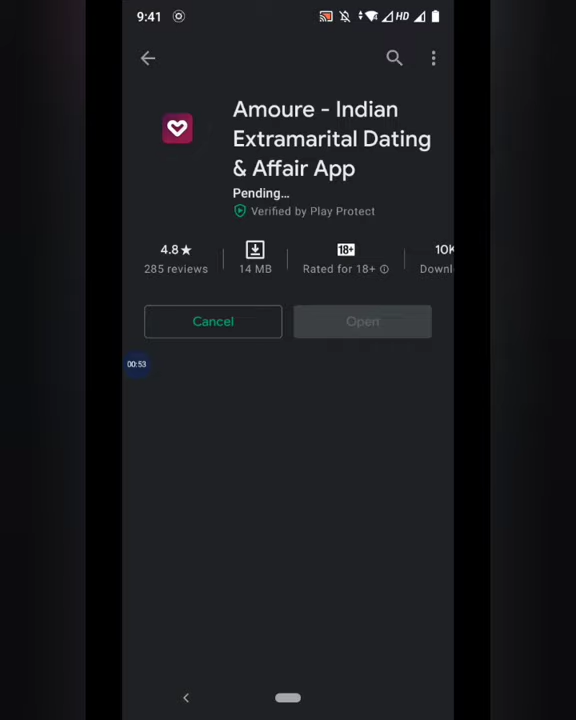 9:41
HD
Amoure - Indian
Extramarital Dating
& Affair App
Pending...
Verified by Play Protect
4.8★
18+
10K
285 reviews
14 MB
Rated for 18+
Downl
Cancel
Open
00:53